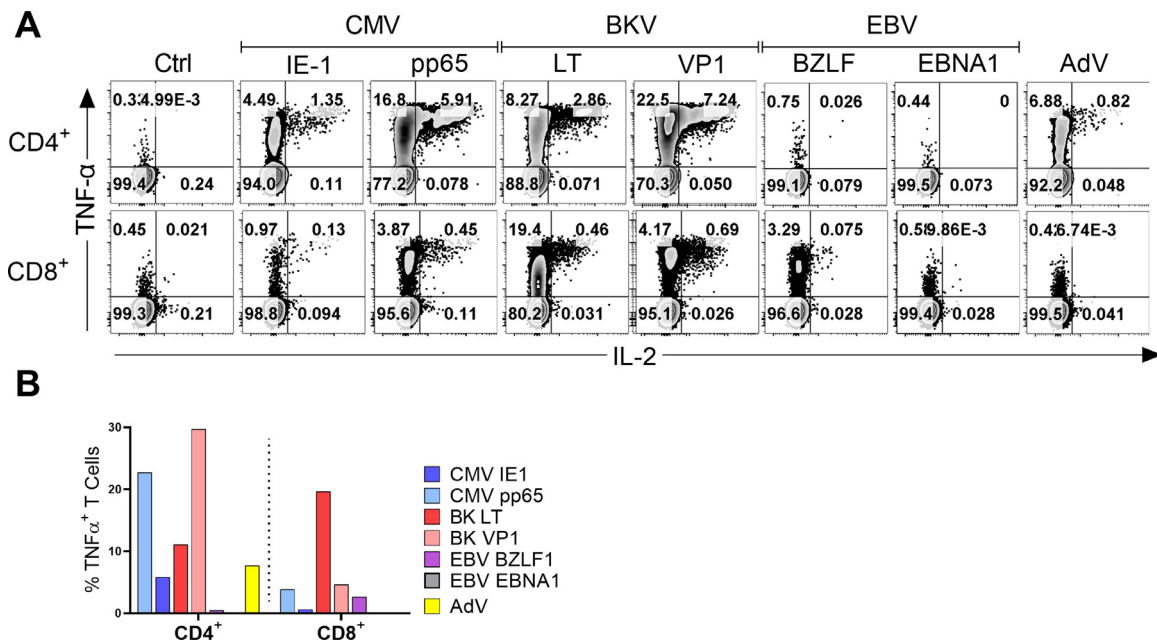 A
CMV BKV EBV
Ctrl IE-1 pp65 LT VP1 BZLF EBNA1 AdV
0.34.99E-3 4.49 1.35 16.8 5.91 8.27 2.86 22.5 7.24 0.75 0.026 0.44 0 6.88 0.82
CD4+
99.4 0.24 94.0 0.11 77.2 0.078 88.8 0.071 70.3 0.050 99.1 0.079 99.5 0.073 92.2 0.048
TNF-α
0.45 0.021 0.97 0.13 3.87 0.45 19.4 0.46 4.17 0.69 3.29 0.075
CD8+
99.3 0.21 98.8 0.094 95.6 0.11 80.2 0.031 95.1 0.026 96.6 0.028 99.4 0.028 99.5 0.041
IL-2
B
% TNFα+ T Cells
30
20
10
0
CD4+ CD8+
CMV IE1
CMV pp65
BK LT
BK VP1
EBV BZLF1
EBV EBNA1
AdV